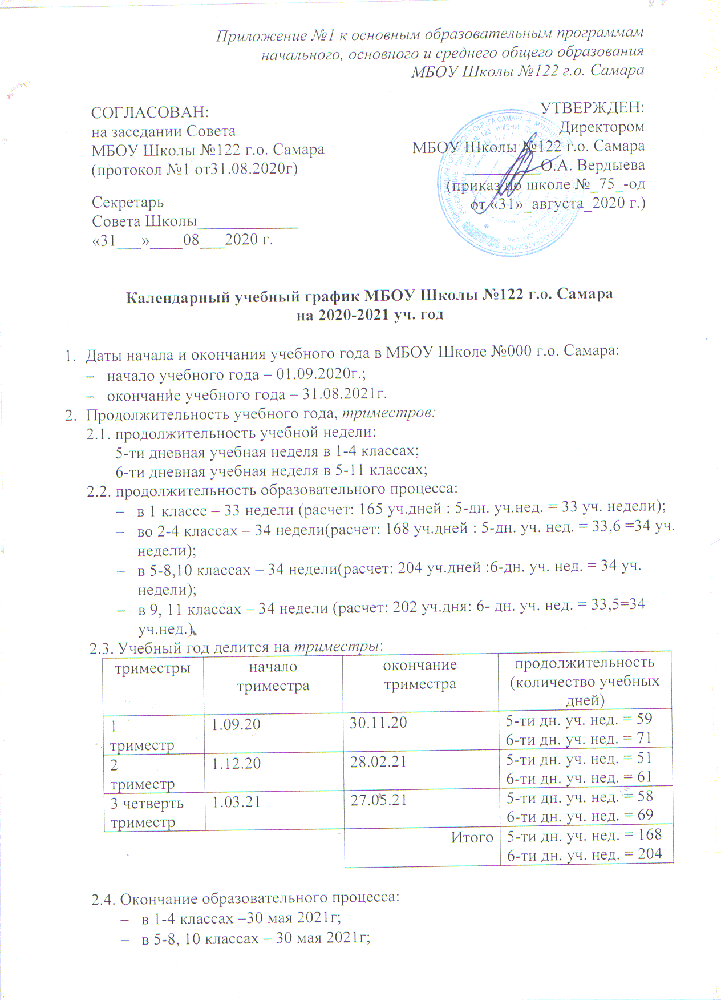 Приложение №1 к основным образовательным программам
начального, основного и среднего общего образования
МБОУ Школы №122 г.о. Самара
СОГЛАСОВАН:
на заседании Совета
МБОУ Школы №122 г.о. Самара
(протокол №1 от31.08.2020г)
Секретарь
Совета Школы____________
«31___»____08___2020 г.
УТВЕРЖДЕН:
Директором
МБОУ Школы №122 г.о. Самара
_________О.А. Вердыева
(приказ по школе №_75_-од
от «31»_августа_2020 г.)
Календарный учебный график МБОУ Школы №122 г.о. Самара
на 2020-2021 уч. год
1. Даты начала и окончания учебного года в МБОУ Школе №000 г.о. Самара:
– начало учебного года – 01.09.2020г.;
– окончание учебного года – 31.08.2021г.
2. Продолжительность учебного года, триместров:
2.1. продолжительность учебной недели:
5-ти дневная учебная неделя в 1-4 классах;
6-ти дневная учебная неделя в 5-11 классах;
2.2. продолжительность образовательного процесса:
– в 1 классе – 33 недели (расчет: 165 уч.дней : 5-дн. уч.нед. = 33 уч. недели);
– во 2-4 классах – 34 недели(расчет: 168 уч.дней : 5-дн. уч. нед. = 33,6 =34 уч.
недели);
– в 5-8,10 классах – 34 недели(расчет: 204 уч.дней :6-дн. уч. нед. = 34 уч.
недели);
– в 9, 11 классах – 34 недели (расчет: 202 уч.дня: 6- дн. уч. нед. = 33,5=34
уч.нед.).
2.3. Учебный год делится на триместры:
триместры
начало
триместра
окончание
триместра
продолжительность
(количество учебных
дней)
1
триместр
1.09.20
30.11.20
5-ти дн. уч. нед. = 59
6-ти дн. уч. нед. = 71
2
триместр
1.12.20
28.02.21
5-ти дн. уч. нед. = 51
6-ти дн. уч. нед. = 61
3 четверть
триместр
1.03.21
27.05.21
5-ти дн. уч. нед. = 58
6-ти дн. уч. нед. = 69
Итого
5-ти дн. уч. нед. = 168
6-ти дн. уч. нед. = 204
2.4. Окончание образовательного процесса:
– в 1-4 классах –30 мая 2021г;
– в 5-8, 10 классах – 30 мая 2021г;